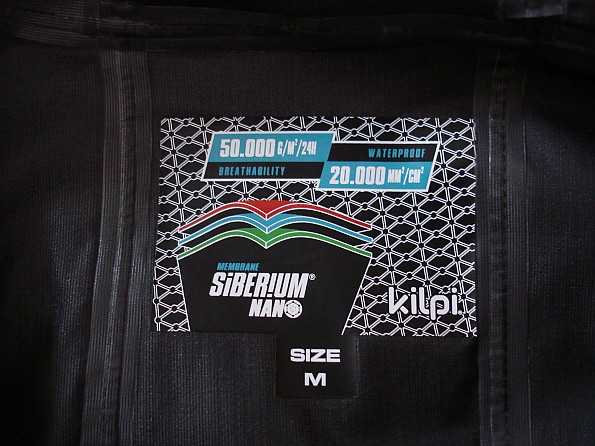 50.000 G/M²/24H
BREATHABILITY
WATERPROOF
20.000 MM²/CM²
MEMBRANE
SiBER!UM®
NANO
kilpi
SIZE
M